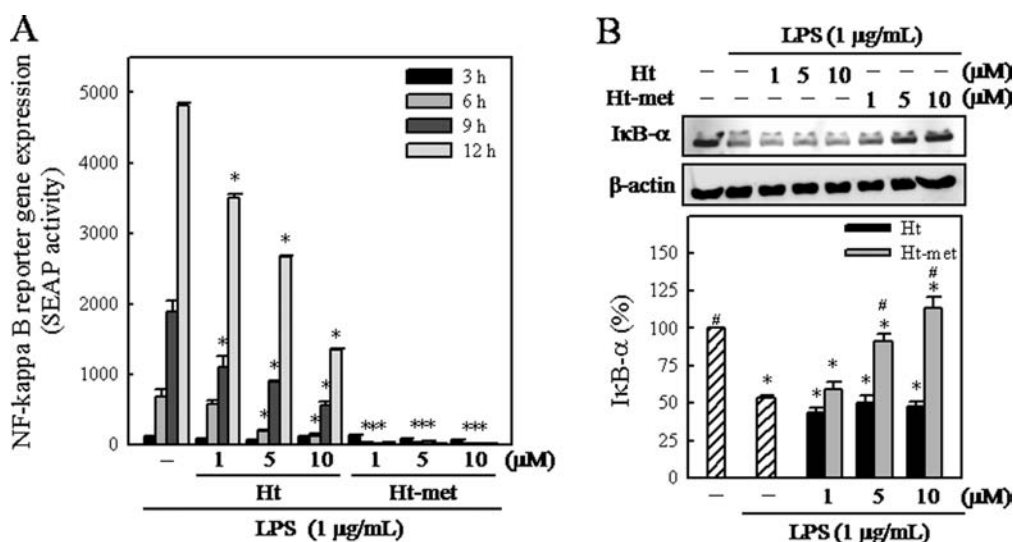 A
NF-kappa B reporter gene expression
(SEAP activity)
5000
4000
3000
2000
1000
0
3 h
6 h
9 h
12 h
*
*
*
*
*
*
*
*
*** *** ***
– 1 5 10 1 5 10 (μM)
Ht Ht-met
LPS (1 μg/mL)
B
LPS (1 μg/mL)
Ht – – 1 5 10 – – – (μM)
Ht-met – – – – – 1 5 10 (μM)
IκB-α
β-actin
IκB-α (%)
150
125
100
75
50
25
0
Ht
Ht-met
#
*
* *
* # *
* # *
– – 1 5 10 (μM)
LPS (1 μg/mL)